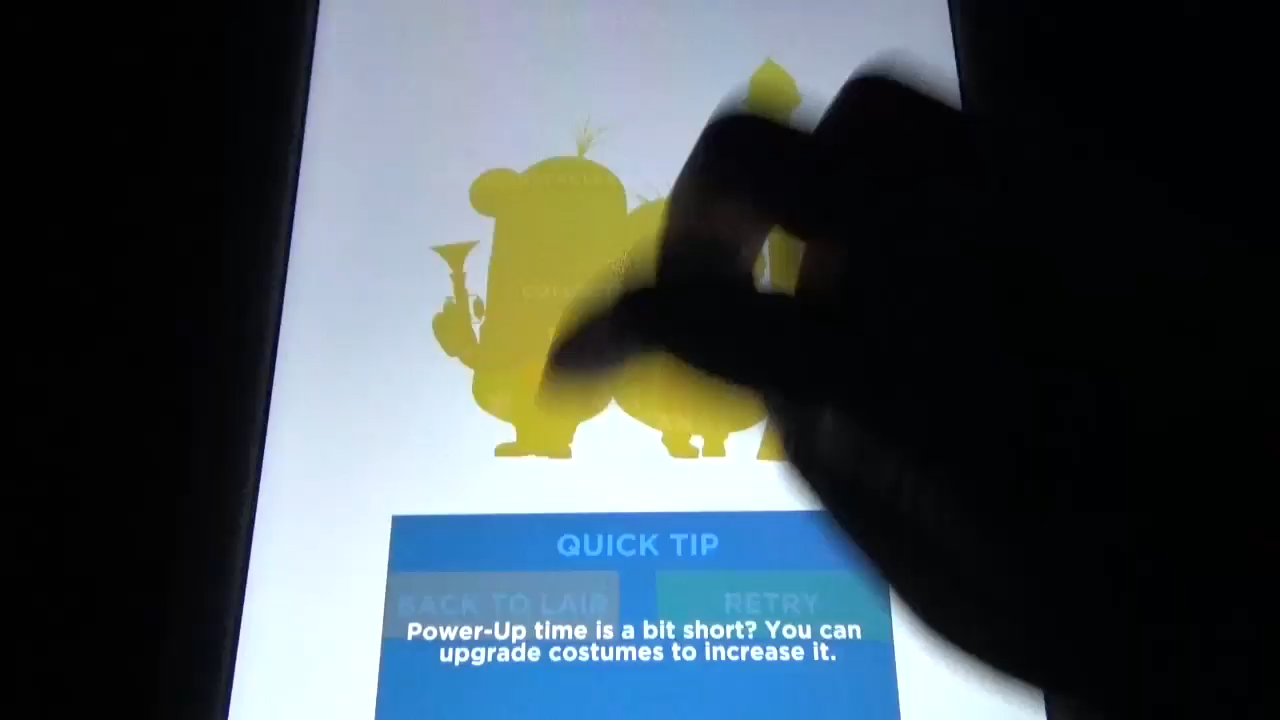 QUICK TIP
BACK TO LAIR
RETRY
Power-Up time is a bit short? You can
upgrade costumes to increase it.